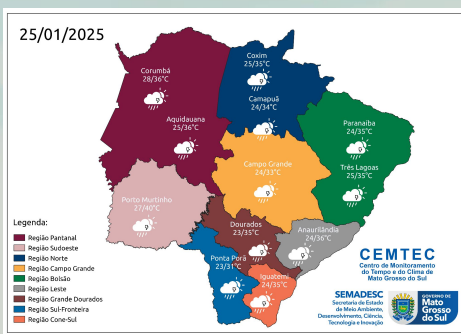 25/01/2025
Coxim
25/35°C
Corumbá
28/36°C
Camapuã
24/34°C
Aquidauana
25/36°C
Paranaíba
24/35°C
Campo Grande
24/33°C
Três Lagoas
25/35°C
Porto Murtinho
27/40°C
Dourados
23/35°C
Anaurilândia
24/36°C
Ponta Porã
23/31°C
Iguatemi
24/35°C
Legenda:
Região Pantanal
Região Sudoeste
Região Norte
Região Campo Grande
Região Bolsão
Região Leste
Região Grande Dourados
Região Sul-Fronteira
Região Cone-Sul
CEMTEC
Centro de Monitoramento
do Tempo e do Clima de
Mato Grosso do Sul
SEMADESC
Secretaria de Estado
de Meio Ambiente,
Desenvolvimento, Ciência,
Tecnologia e Inovação
GOVERNO DE
Mato
Grosso
do Sul